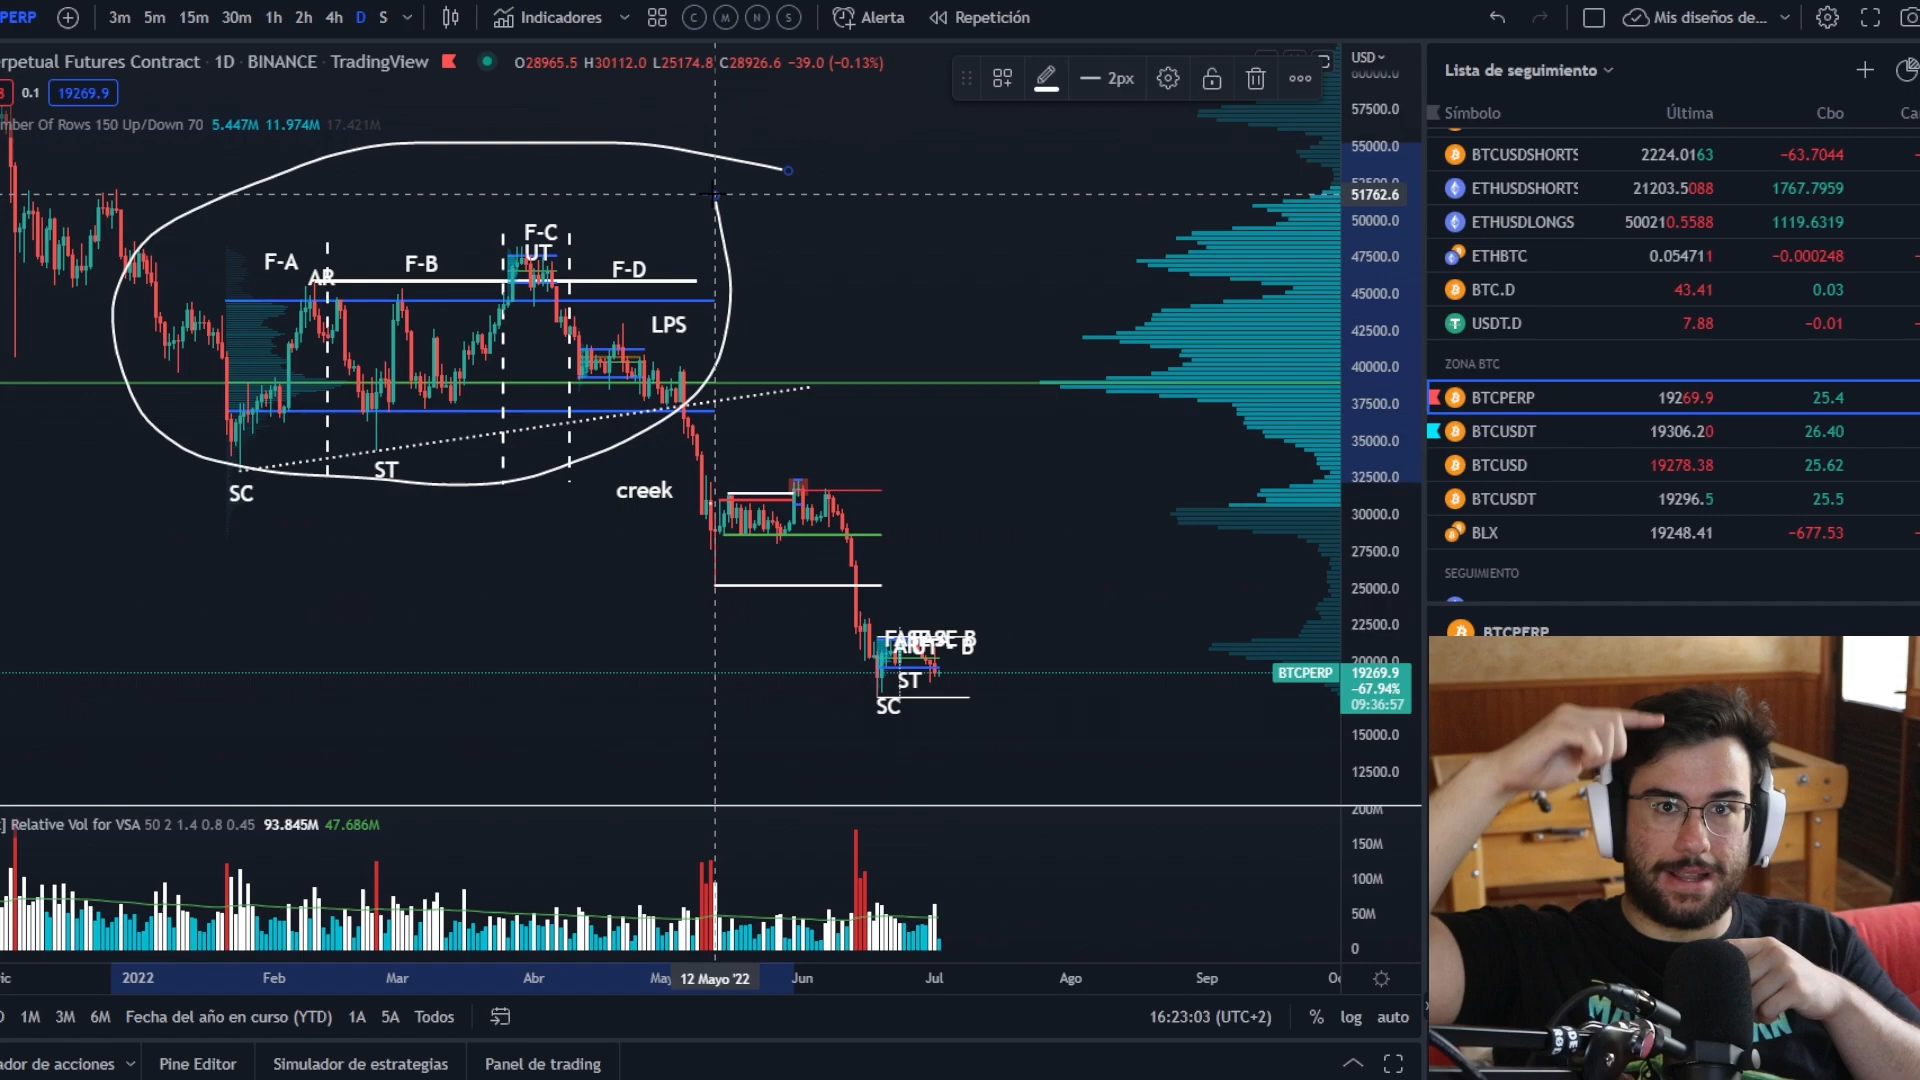 PERP 3m 5m 15m 30m 1h 2h 4h D S Indicadores C M N S Alerta Repetición Mis diseños de...
rpetual Futures Contract · 1D · BINANCE · TradingView O28965.5 H30112.0 L25174.8 C28926.6 −39.0 (−0.13%)
0.1 19269.9
mber Of Rows 150 Up/Down 70 5.447M 11.974M 17.421M
2px
USD
57500.0
55000.0
51762.6
50000.0
47500.0
45000.0
42500.0
40000.0
37500.0
35000.0
32500.0
30000.0
27500.0
25000.0
22500.0
20000.0
BTCPERP 19269.9
−67.94%
09:36:57
15000.0
12500.0
F-A
AR
F-B
F-C
UT
F-D
LPS
SC
ST
creek
ST
SC
Relative Vol for VSA 50 2 1.4 0.8 0.45 93.845M 47.686M
200M
150M
100M
50M
0
2022 Feb Mar Abr May 12 Mayo '22 Jun Jul Ago Sep
1M 3M 6M Fecha del año en curso (YTD) 1A 5A Todos 16:23:03 (UTC+2) % log auto
ador de acciones Pine Editor Simulador de estrategias Panel de trading
Lista de seguimiento
Símbolo Última Cbo
BTCUSDSHORTS 2224.0163 −63.7044
ETHUSDSHORTS 21203.5088 1767.7959
ETHUSDLONGS 500210.5588 1119.6319
ETHBTC 0.054711 −0.000248
BTC.D 43.41 0.03
USDT.D 7.88 −0.01
ZONA BTC
BTCPERP 19269.9 25.4
BTCUSDT 19306.20 26.40
BTCUSD 19278.38 25.62
BTCUSDT 19296.5 25.5
BLX 19248.41 −677.53
SEGUIMIENTO
BTCPERP